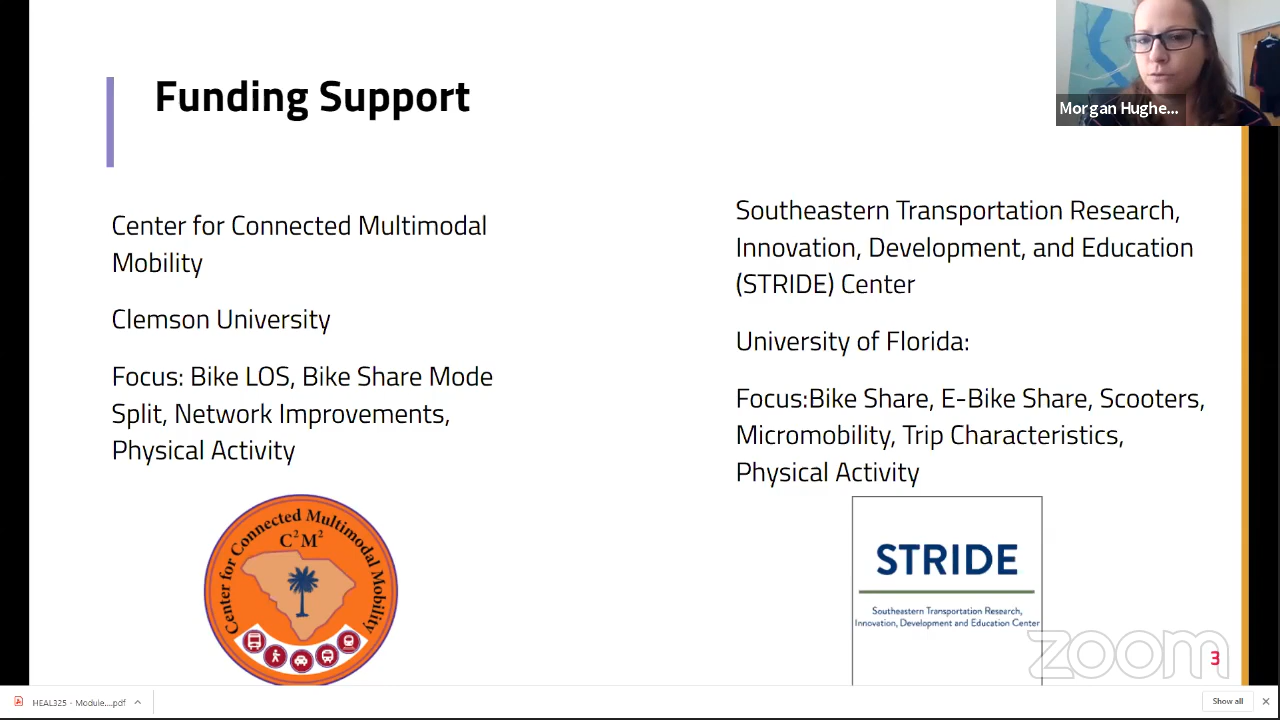 Funding Support
Morgan Hughe...
Center for Connected Multimodal
Mobility
Clemson University
Focus: Bike LOS, Bike Share Mode
Split, Network Improvements,
Physical Activity
Southeastern Transportation Research,
Innovation, Development, and Education
(STRIDE) Center
University of Florida:
Focus:Bike Share, E-Bike Share, Scooters,
Micromobility, Trip Characteristics,
Physical Activity
Center for Connected Multimodal Mobility
C²M²
STRIDE
Southeastern Transportation Research,
Innovation, Development and Education Center
zoom
3
HEAL325 - Module....pdf
Show all